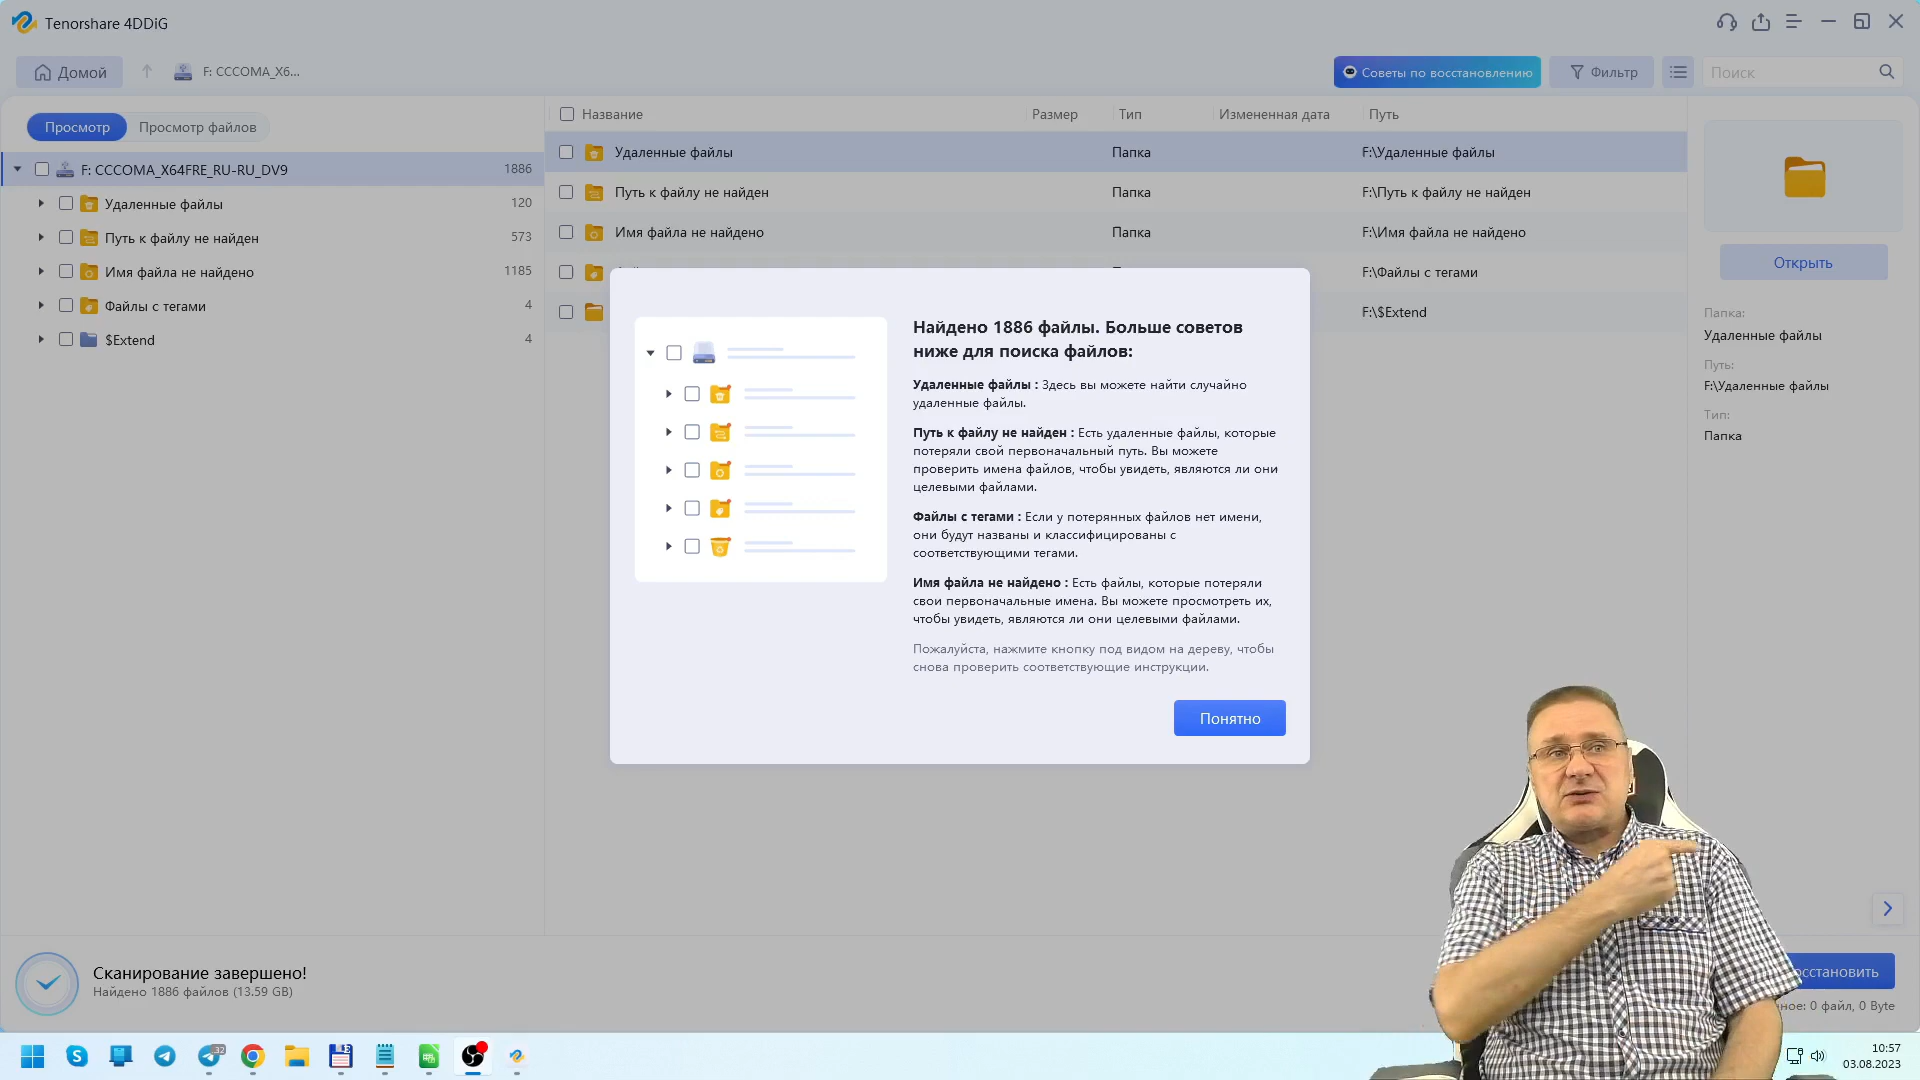 Tenorshare 4DDiG
Домой
F: CCCOMA_X6...
Советы по восстановлению
Фильтр
Поиск
Просмотр
Просмотр файлов
Название
Размер
Тип
Измененная дата
Путь
F: CCCOMA_X64FRE_RU-RU_DV9
1886
Удаленные файлы
120
Путь к файлу не найден
573
Имя файла не найдено
1185
Файлы с тегами
4
$Extend
4
Удаленные файлы
Папка
F:\Удаленные файлы
Путь к файлу не найден
Папка
F:\Путь к файлу не найден
Имя файла не найдено
Папка
F:\Имя файла не найдено
F:\Файлы с тегами
F:\$Extend
Открыть
Папка:
Удаленные файлы
Путь:
F:\Удаленные файлы
Тип:
Папка
Найдено 1886 файлы. Больше советов
ниже для поиска файлов:
Удаленные файлы : Здесь вы можете найти случайно
удаленные файлы.
Путь к файлу не найден : Есть удаленные файлы, которые
потеряли свой первоначальный путь. Вы можете
проверить имена файлов, чтобы увидеть, являются ли они
целевыми файлами.
Файлы с тегами : Если у потерянных файлов нет имени,
они будут названы и классифицированы с
соответствующими тегами.
Имя файла не найдено : Есть файлы, которые потеряли
свои первоначальные имена. Вы можете просмотреть их,
чтобы увидеть, являются ли они целевыми файлами.
Пожалуйста, нажмите кнопку под видом на дереву, чтобы
снова проверить соответствующие инструкции.
Понятно
Сканирование завершено!
Найдено 1886 файлов (13.59 GB)
осстановить
ное: 0 файл, 0 Byte
32
10:57
03.08.2023